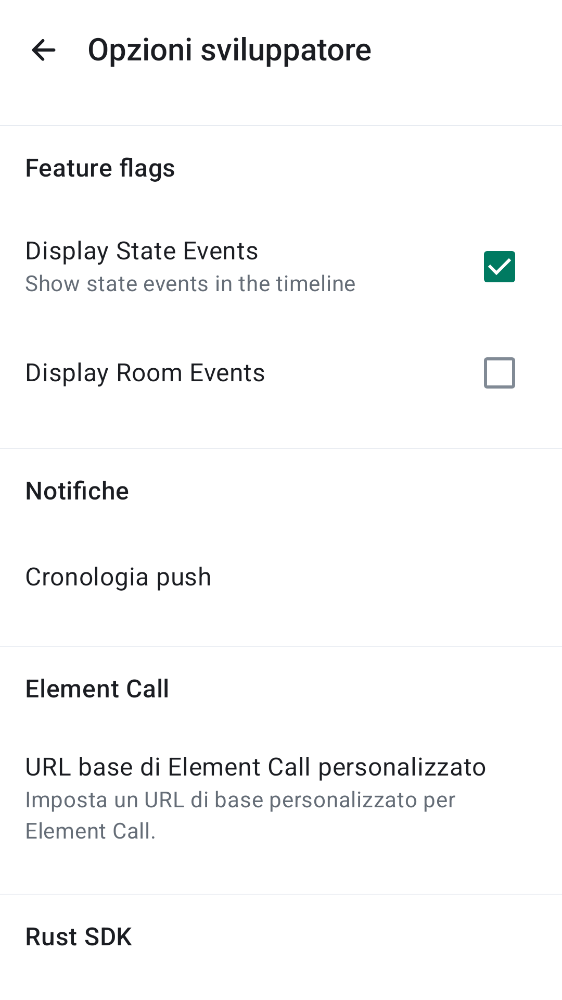 Opzioni sviluppatore
Feature flags
Display State Events
Show state events in the timeline
Display Room Events
Notifiche
Cronologia push
Element Call
URL base di Element Call personalizzato
Imposta un URL di base personalizzato per
Element Call.
Rust SDK